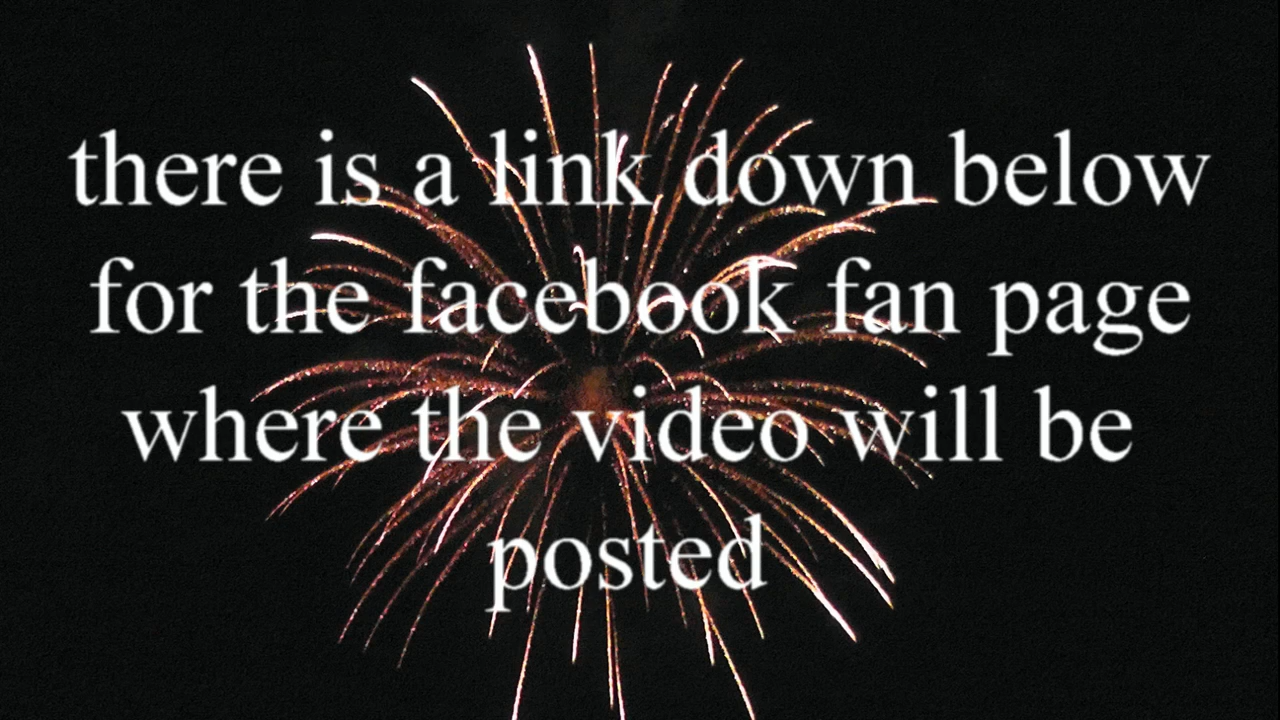 there is a link down below
for the facebook fan page
where the video will be
posted